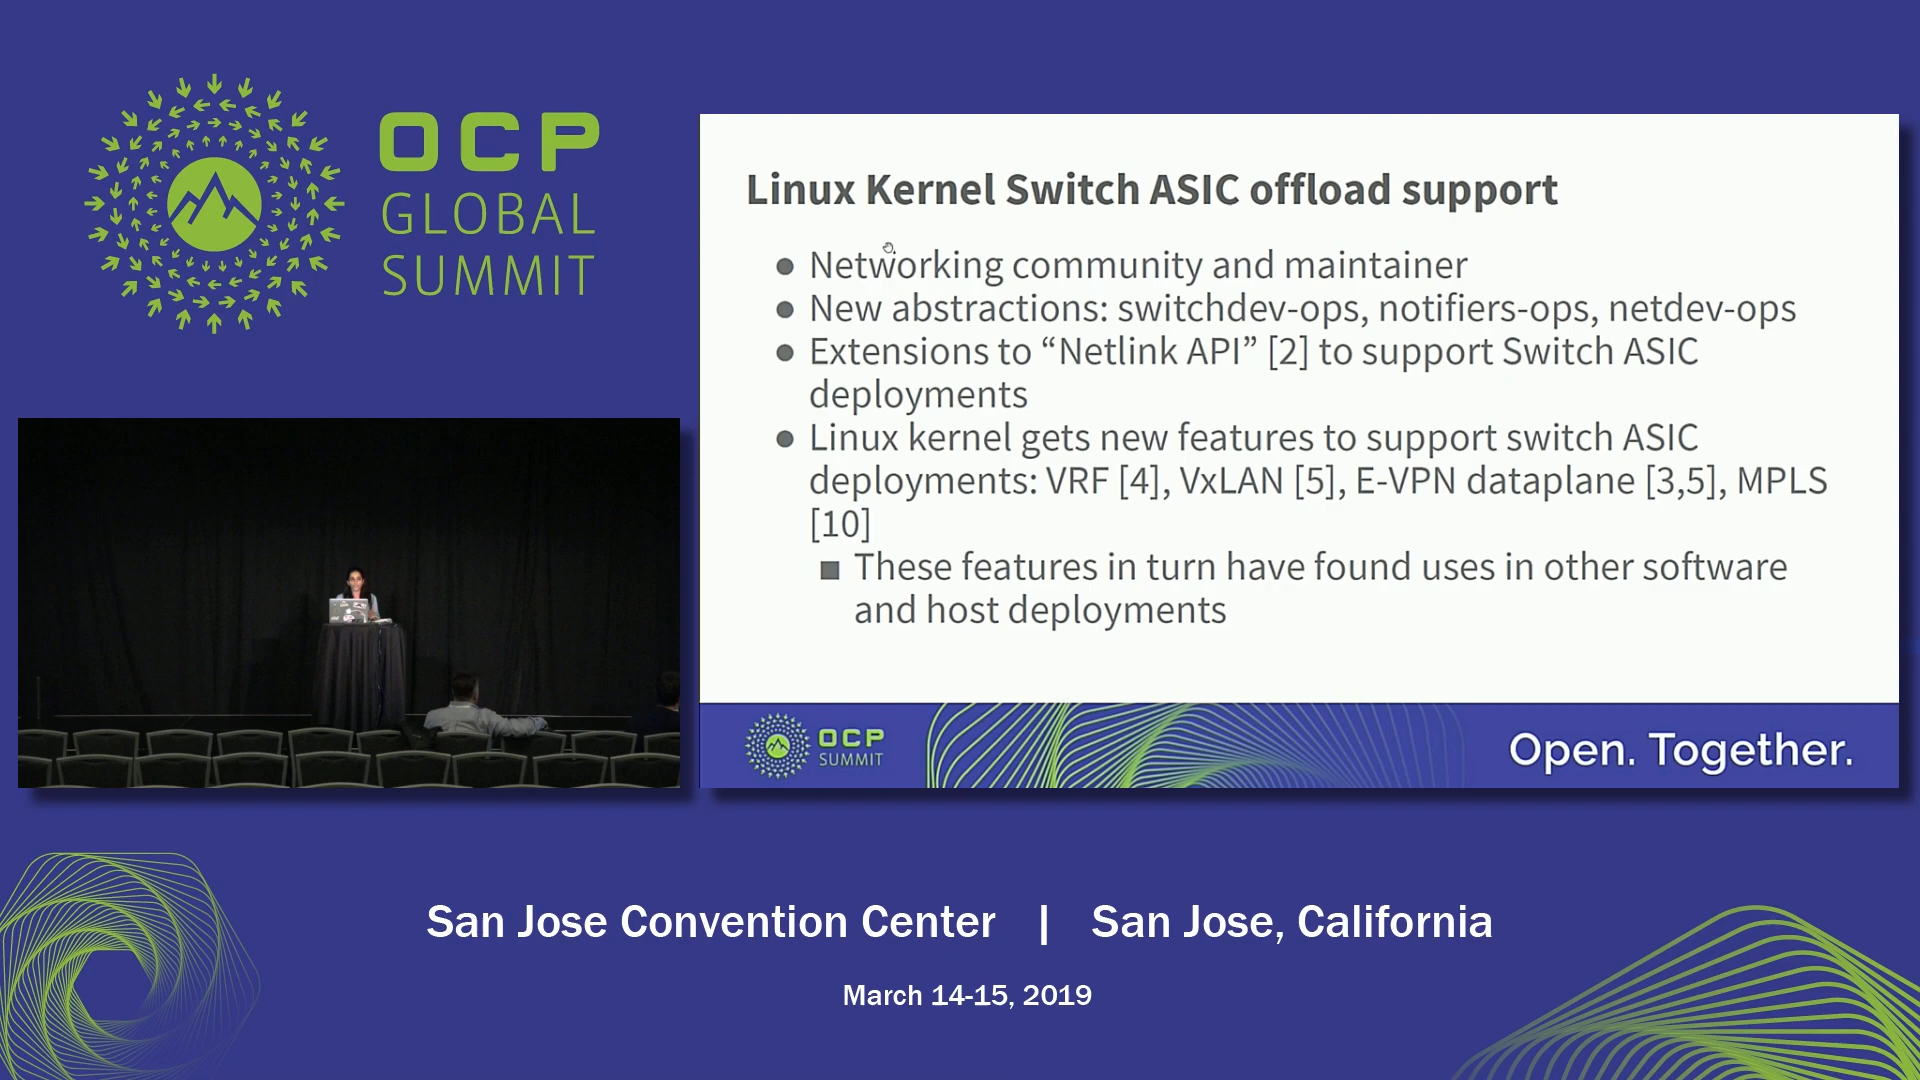 OCP
GLOBAL
SUMMIT
Linux Kernel Switch ASIC offload support
● Networking community and maintainer
● New abstractions: switchdev-ops, notifiers-ops, netdev-ops
● Extensions to “Netlink API” [2] to support Switch ASIC
deployments
● Linux kernel gets new features to support switch ASIC
deployments: VRF [4], VxLAN [5], E-VPN dataplane [3,5], MPLS
[10]
■ These features in turn have found uses in other software
and host deployments
OCP
SUMMIT
Open. Together.
San Jose Convention Center | San Jose, California
March 14-15, 2019